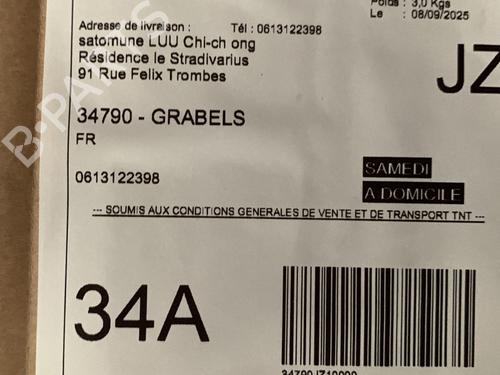 Poids : 3,0 Kgs
Le : 08/09/2025
Adresse de livraison : Tél : 0613122398
satomune LUU Chi-ch ong
Résidence le Stradivarius
91 Rue Felix Trombes
JZ
34790 - GRABELS
FR
SAMEDI
0613122398
A DOMICILE
--- SOUMIS AUX CONDITIONS GENERALES DE VENTE ET DE TRANSPORT TNT ---
34A
B-PARTS